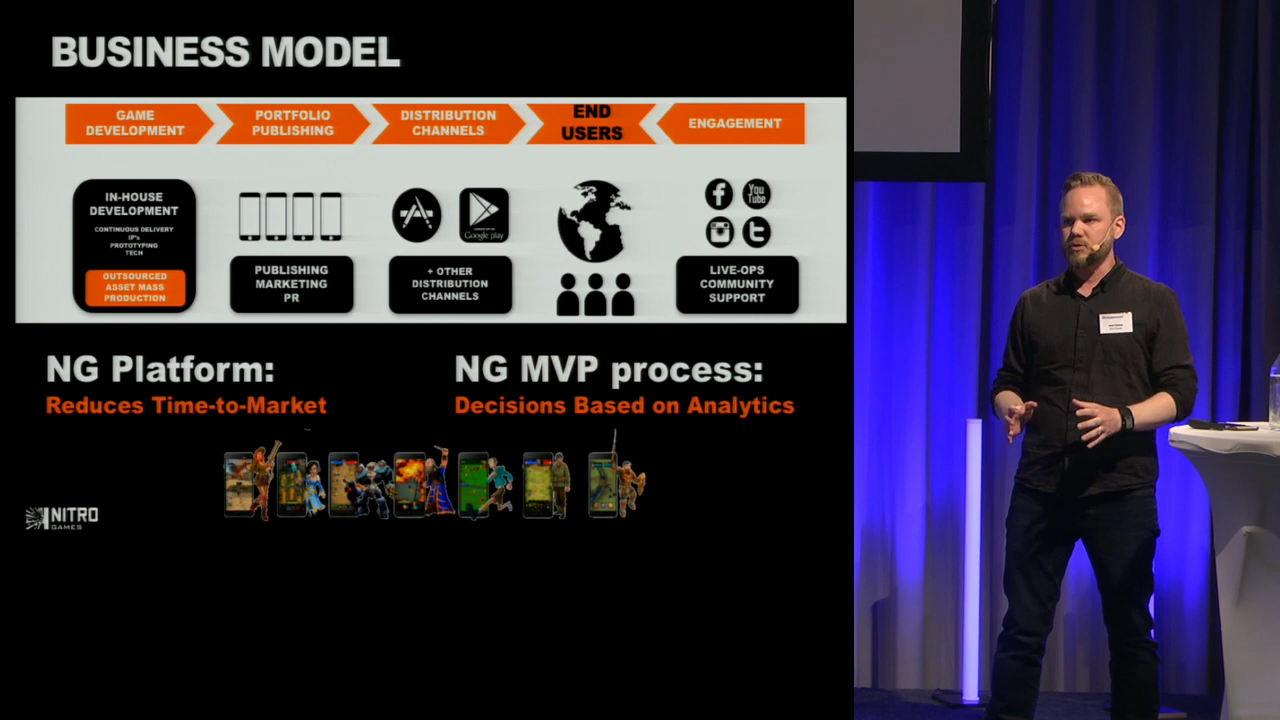 BUSINESS MODEL
GAME
DEVELOPMENT
PORTFOLIO
PUBLISHING
DISTRIBUTION
CHANNELS
END
USERS
ENGAGEMENT
IN-HOUSE
DEVELOPMENT
CONTINUOUS DELIVERY
IP's
PROTOTYPING
TECH
OUTSOURCED
ASSET MASS
PRODUCTION
PUBLISHING
MARKETING
PR
Google play
+ OTHER
DISTRIBUTION
CHANNELS
You
Tube
LIVE-OPS
COMMUNITY
SUPPORT
NG Platform:
Reduces Time-to-Market
NG MVP process:
Decisions Based on Analytics
NITRO
GAMES